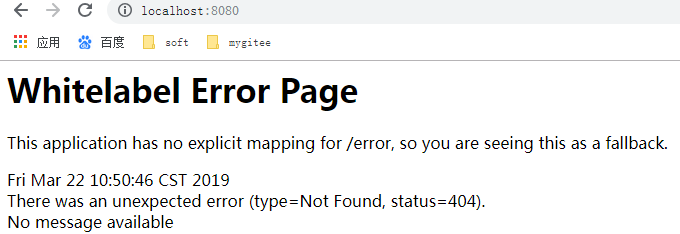 localhost:8080
应用 百度 soft mygitee
Whitelabel Error Page
This application has no explicit mapping for /error, so you are seeing this as a fallback.
Fri Mar 22 10:50:46 CST 2019
There was an unexpected error (type=Not Found, status=404).
No message available